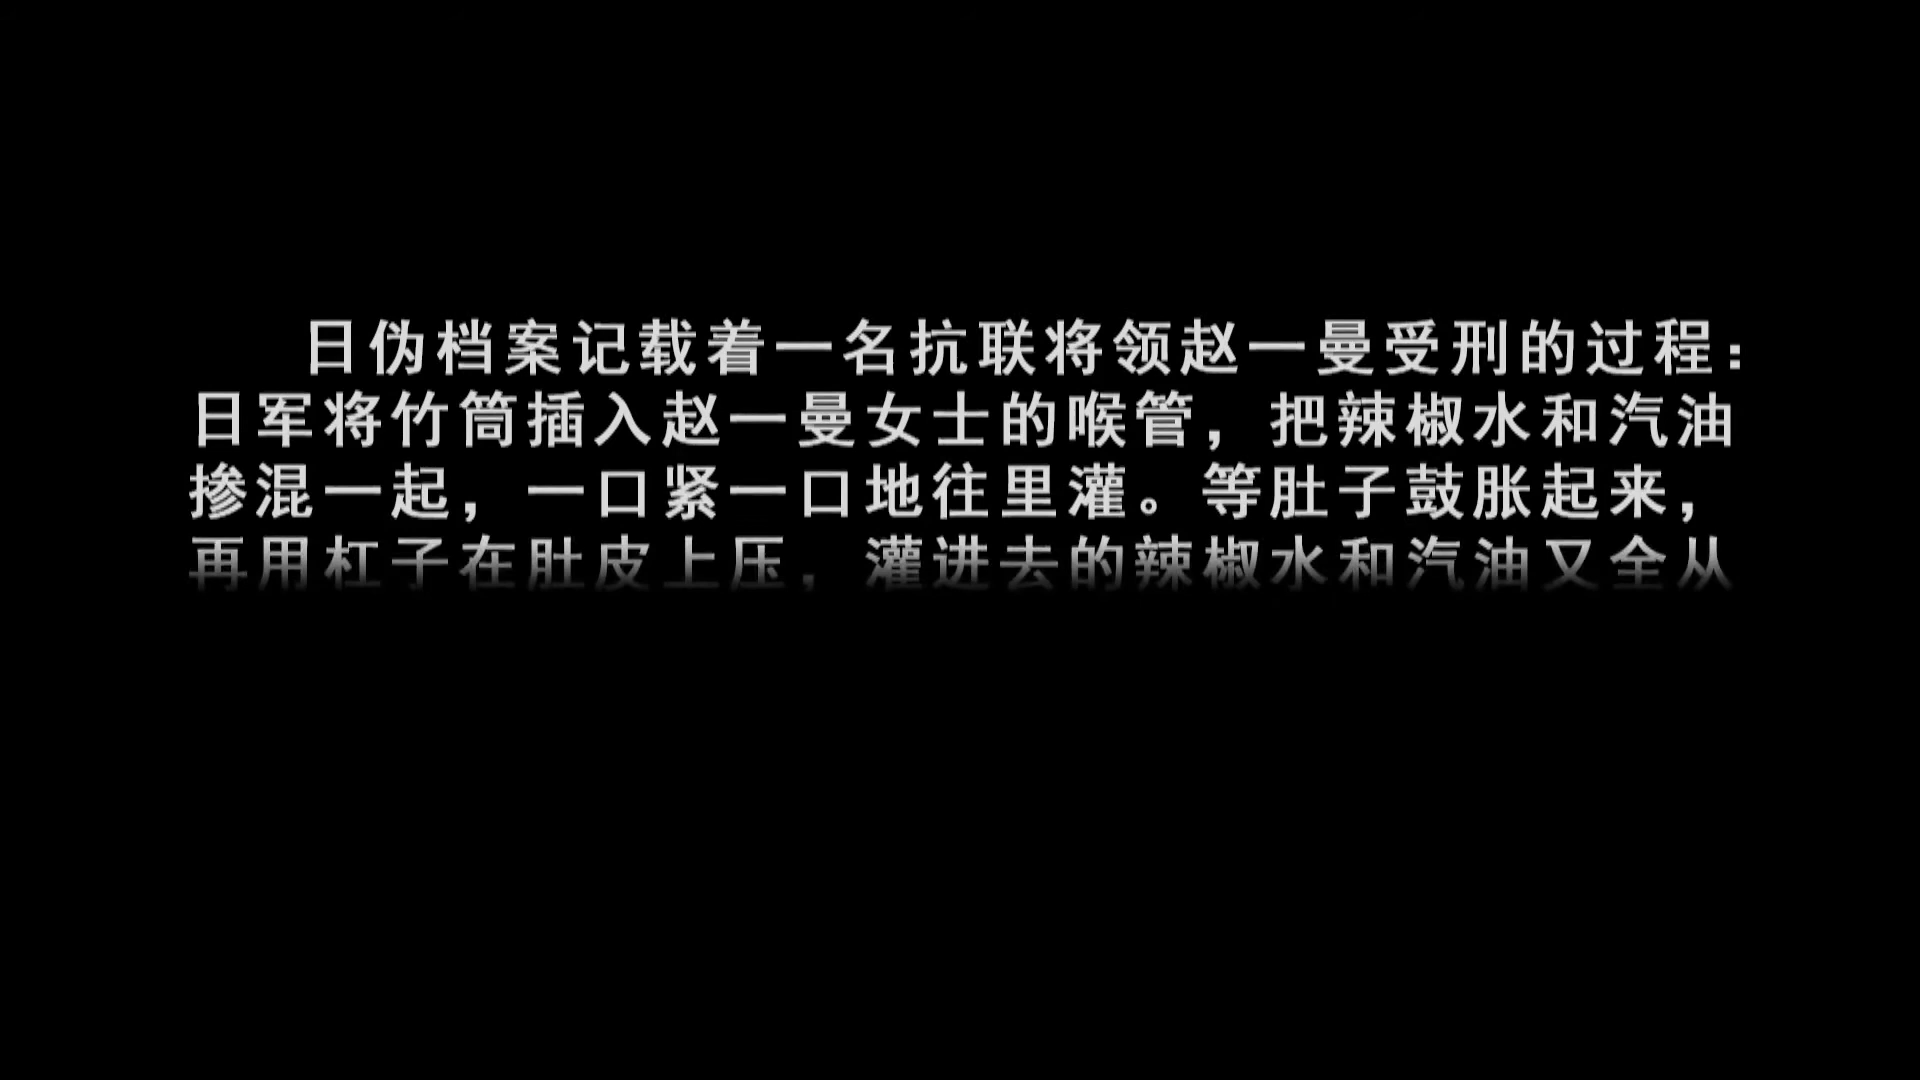 日伪档案记载着一名抗联将领赵一曼受刑的过程：
日军将竹筒插入赵一曼女士的喉管，把辣椒水和汽油
掺混一起，一口紧一口地往里灌。等肚子鼓胀起来，
再用杠子在肚皮上压，灌进去的辣椒水和汽油又全从